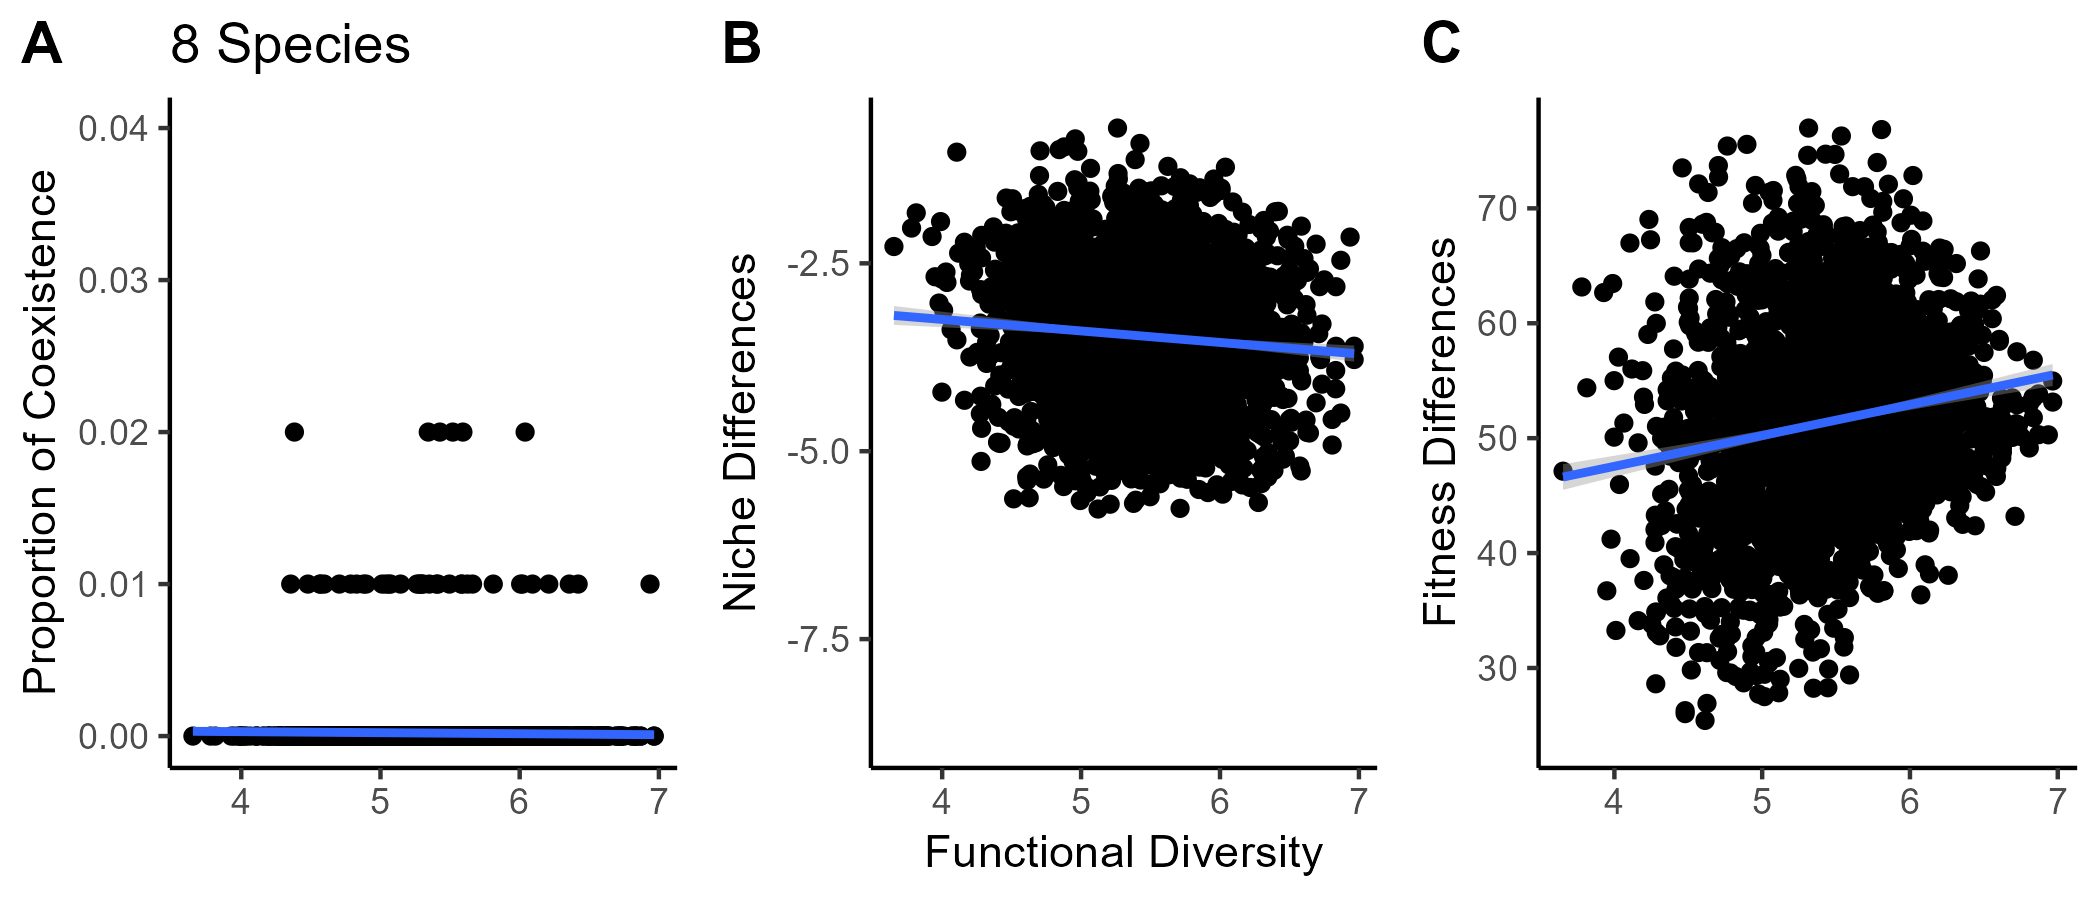 A
8 Species
Proportion of Coexistence
0.04
0.03
0.02
0.01
0.00
4 5 6 7
B
Niche Differences
-2.5
-5.0
-7.5
4 5 6 7
Functional Diversity
C
Fitness Differences
70
60
50
40
30
4 5 6 7